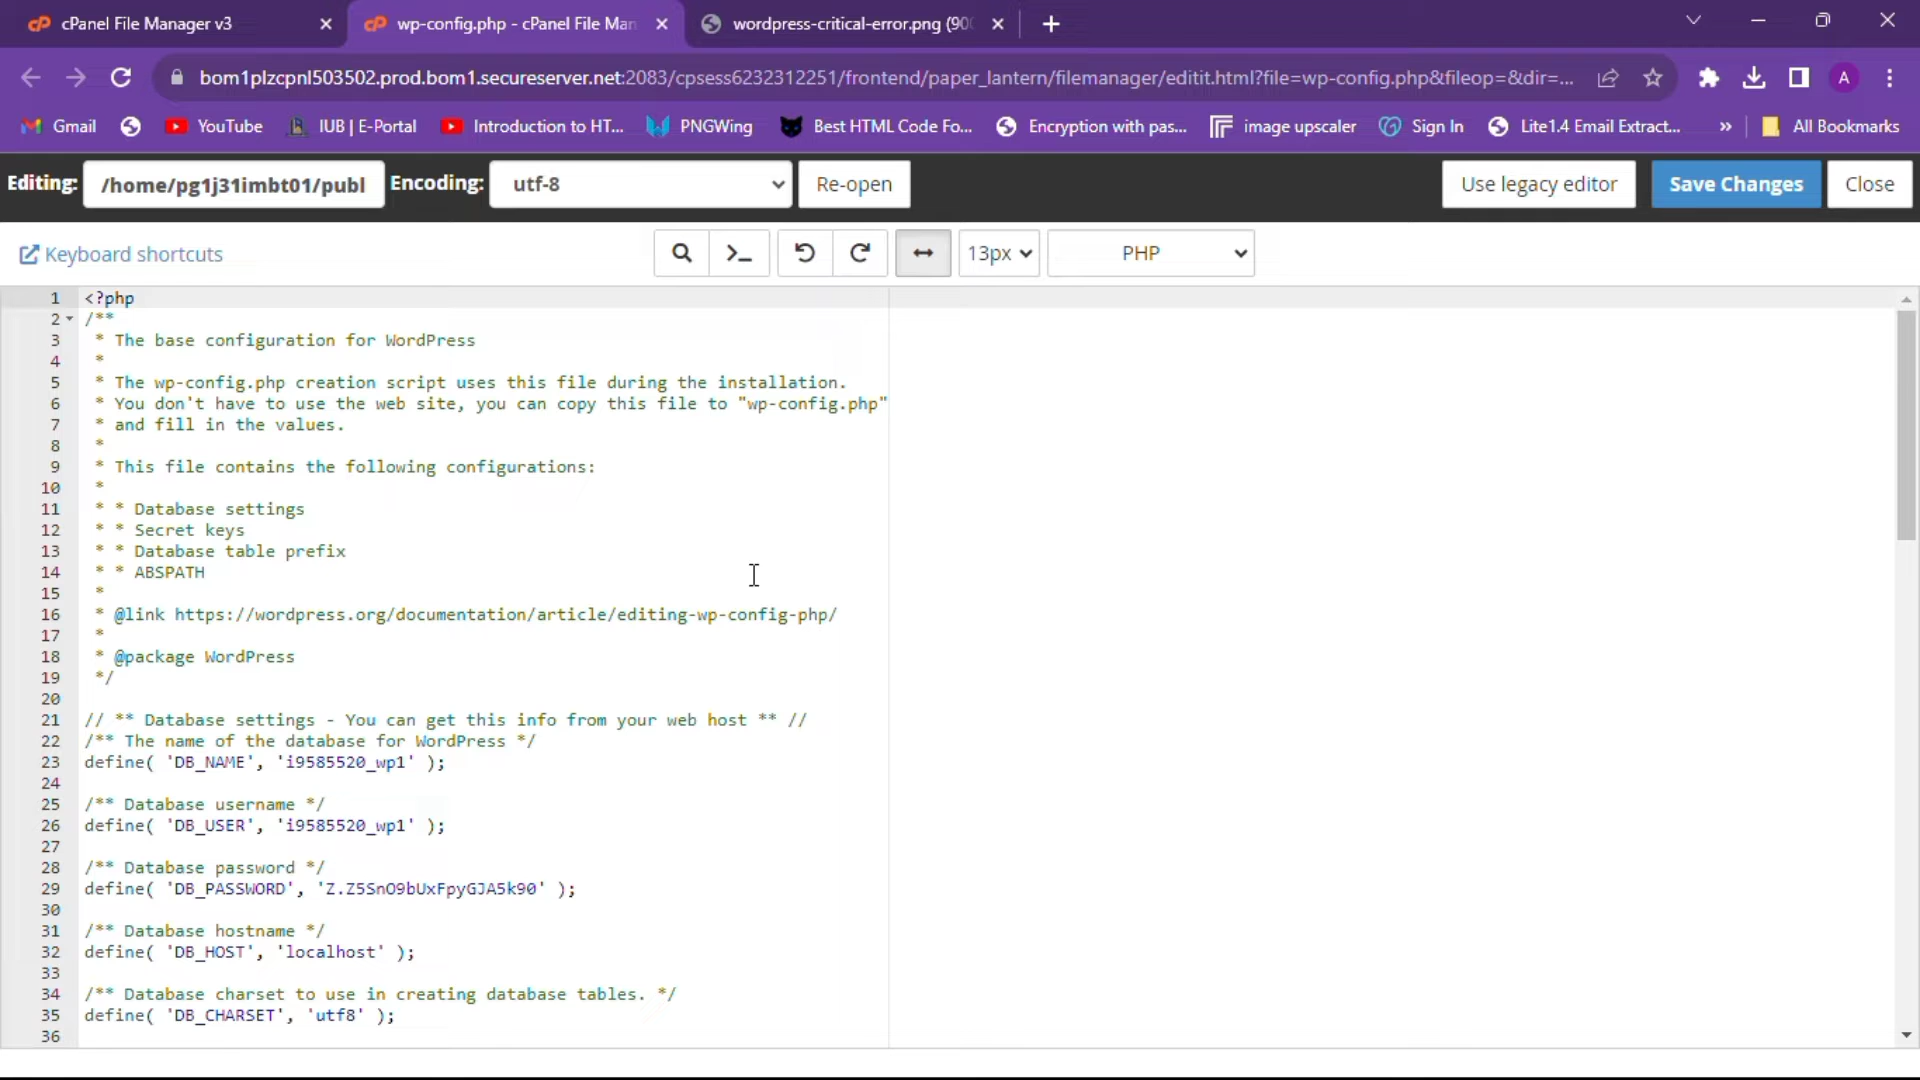 cPanel File Manager v3
wp-config.php - cPanel File Man
wordpress-critical-error.png (900
bom1plzcpnl503502.prod.bom1.secureserver.net:2083/cpsess6232312251/frontend/paper_lantern/filemanager/editit.html?file=wp-config.php&fileop=&dir=...
A
Gmail
YouTube
IUB | E-Portal
Introduction to HT...
PNGWing
Best HTML Code Fo...
Encryption with pas...
image upscaler
Sign In
Lite1.4 Email Extract...
»
All Bookmarks
Editing: /home/pg1j31imbt01/publ Encoding: utf-8 Re-open Use legacy editor Save Changes Close
Keyboard shortcuts 13px PHP
1 <?php
2 /**
3 * The base configuration for WordPress
4 *
5 * The wp-config.php creation script uses this file during the installation.
6 * You don't have to use the web site, you can copy this file to "wp-config.php"
7 * and fill in the values.
8 *
9 * This file contains the following configurations:
10 *
11 * * Database settings
12 * * Secret keys
13 * * Database table prefix
14 * * ABSPATH
15 *
16 * @link https://wordpress.org/documentation/article/editing-wp-config-php/
17 *
18 * @package WordPress
19 */
20
21 // ** Database settings - You can get this info from your web host ** //
22 /** The name of the database for WordPress */
23 define( 'DB_NAME', 'i9585520_wp1' );
24
25 /** Database username */
26 define( 'DB_USER', 'i9585520_wp1' );
27
28 /** Database password */
29 define( 'DB_PASSWORD', 'Z.Z5SnO9bUxFpyGJA5k90' );
30
31 /** Database hostname */
32 define( 'DB_HOST', 'localhost' );
33
34 /** Database charset to use in creating database tables. */
35 define( 'DB_CHARSET', 'utf8' );
36